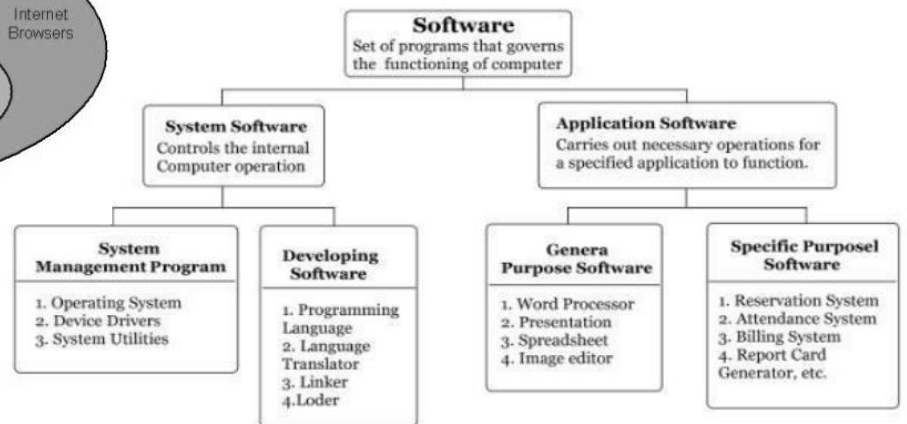 Internet
Browsers
Software
Set of programs that governs
the functioning of computer
System Software
Controls the internal
Computer operation
Application Software
Carries out necessary operations for
a specified application to function.
System
Management Program
1. Operating System
2. Device Drivers
3. System Utilities
Developing
Software
1. Programming
Language
2. Language
Translator
3. Linker
4.Loder
Genera
Purpose Software
1. Word Processor
2. Presentation
3. Spreadsheet
4. Image editor
Specific Purposel
Software
1. Reservation System
2. Attendance System
3. Billing System
4. Report Card
Generator, etc.